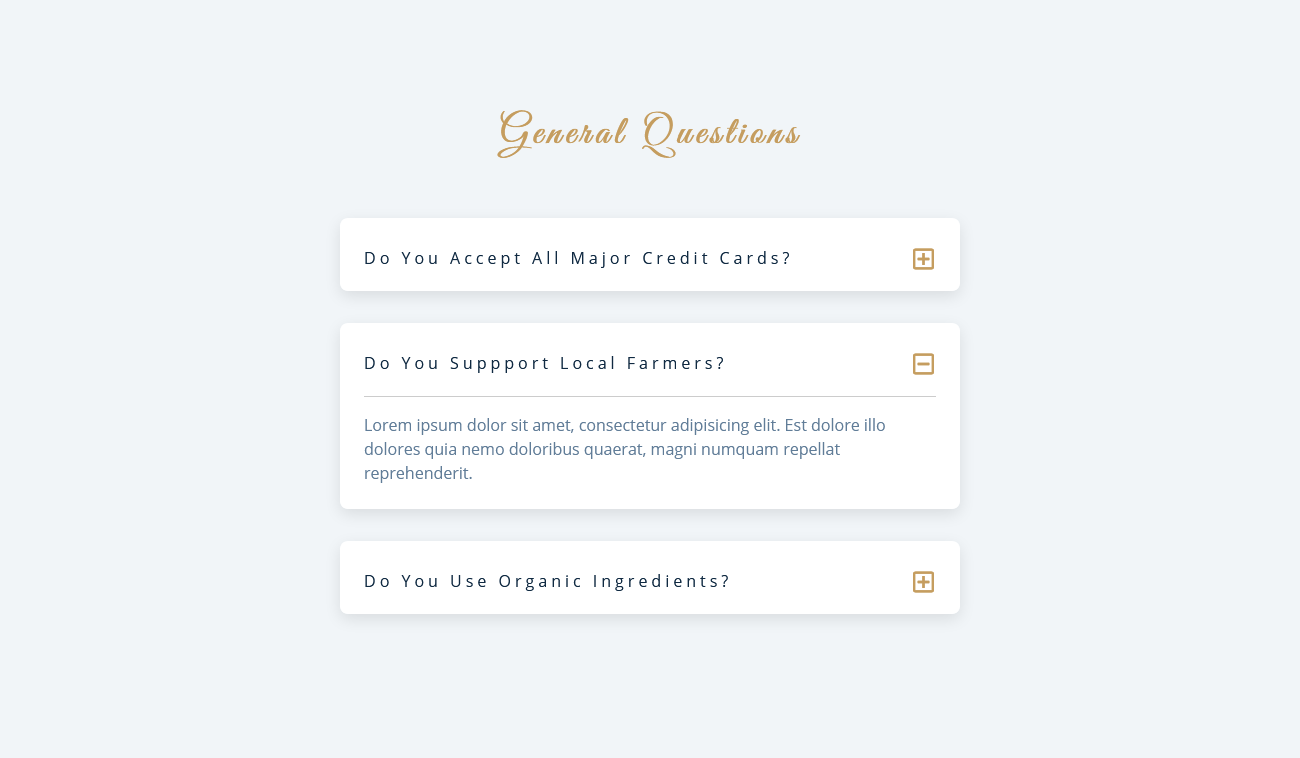 General Questions
Do You Accept All Major Credit Cards?
Do You Suppport Local Farmers?
Lorem ipsum dolor sit amet, consectetur adipisicing elit. Est dolore illo
dolores quia nemo doloribus quaerat, magni numquam repellat
reprehenderit.
Do You Use Organic Ingredients?